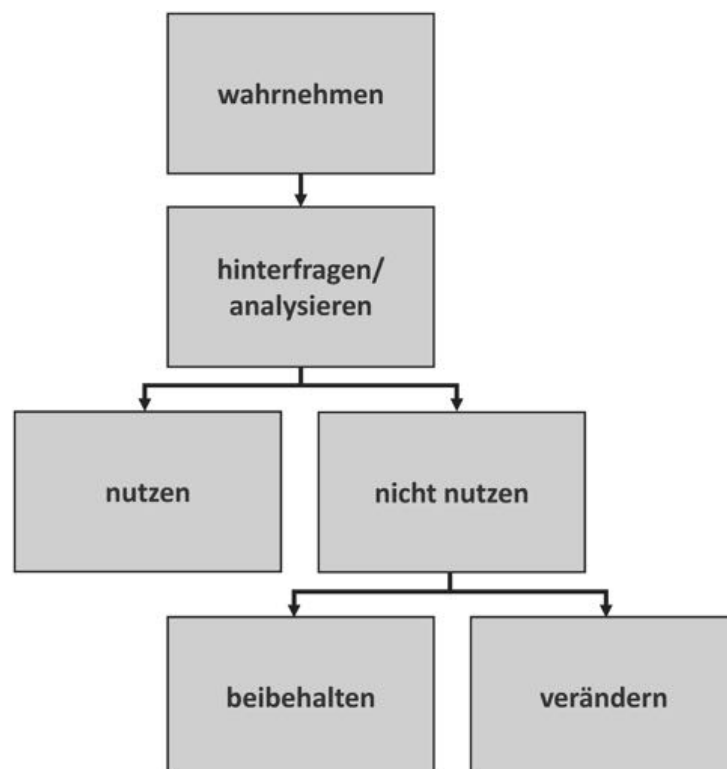 wahrnehmen
hinterfragen/
analysieren
nutzen
nicht nutzen
beibehalten
verändern